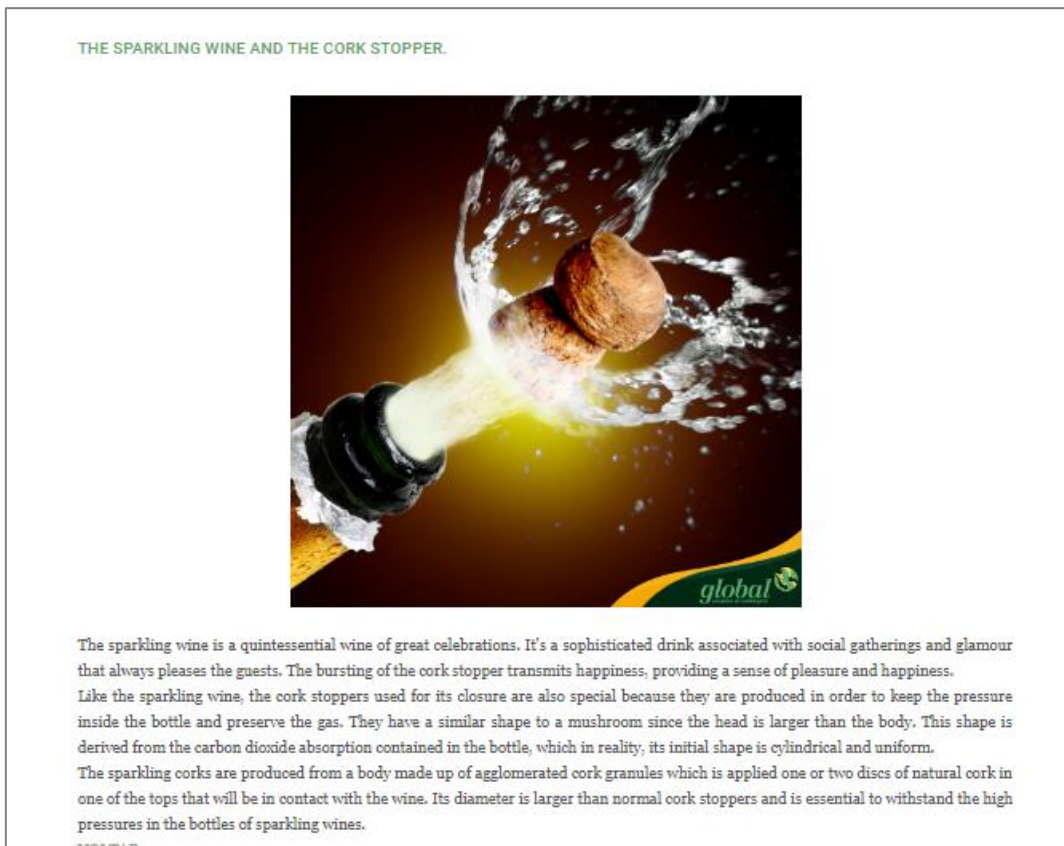 THE SPARKLING WINE AND THE CORK STOPPER.
global
The sparkling wine is a quintessential wine of great celebrations. It's a sophisticated drink associated with social gatherings and glamour
that always pleases the guests. The bursting of the cork stopper transmits happiness, providing a sense of pleasure and happiness.
Like the sparkling wine, the cork stoppers used for its closure are also special because they are produced in order to keep the pressure
inside the bottle and preserve the gas. They have a similar shape to a mushroom since the head is larger than the body. This shape is
derived from the carbon dioxide absorption contained in the bottle, which in reality, its initial shape is cylindrical and uniform.
The sparkling corks are produced from a body made up of agglomerated cork granules which is applied one or two discs of natural cork in
one of the tops that will be in contact with the wine. Its diameter is larger than normal cork stoppers and is essential to withstand the high
pressures in the bottles of sparkling wines.